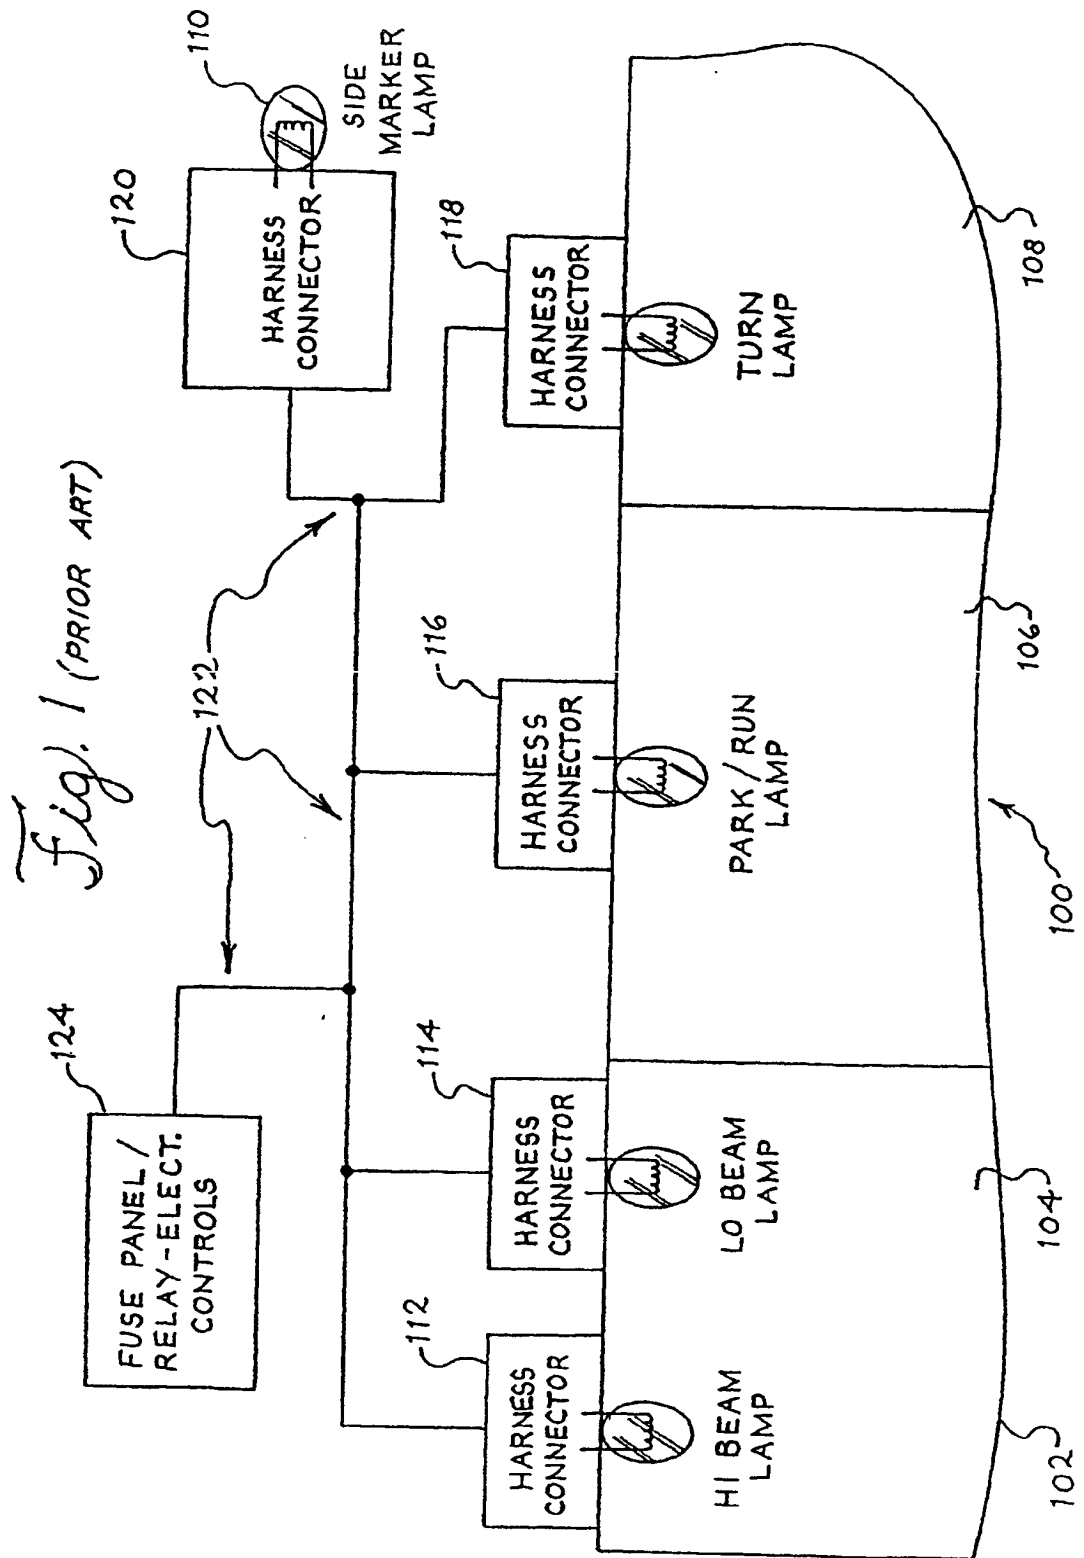 Fig. 1 (PRIOR ART)
124
FUSE PANEL /
RELAY-ELECT.
CONTROLS
122
120
HARNESS
CONNECTOR
110
SIDE
MARKER
LAMP
112
HARNESS
CONNECTOR
114
HARNESS
CONNECTOR
116
HARNESS
CONNECTOR
118
HARNESS
CONNECTOR
HI BEAM
LAMP
LO BEAM
LAMP
PARK / RUN
LAMP
TURN
LAMP
102
104
100
106
108